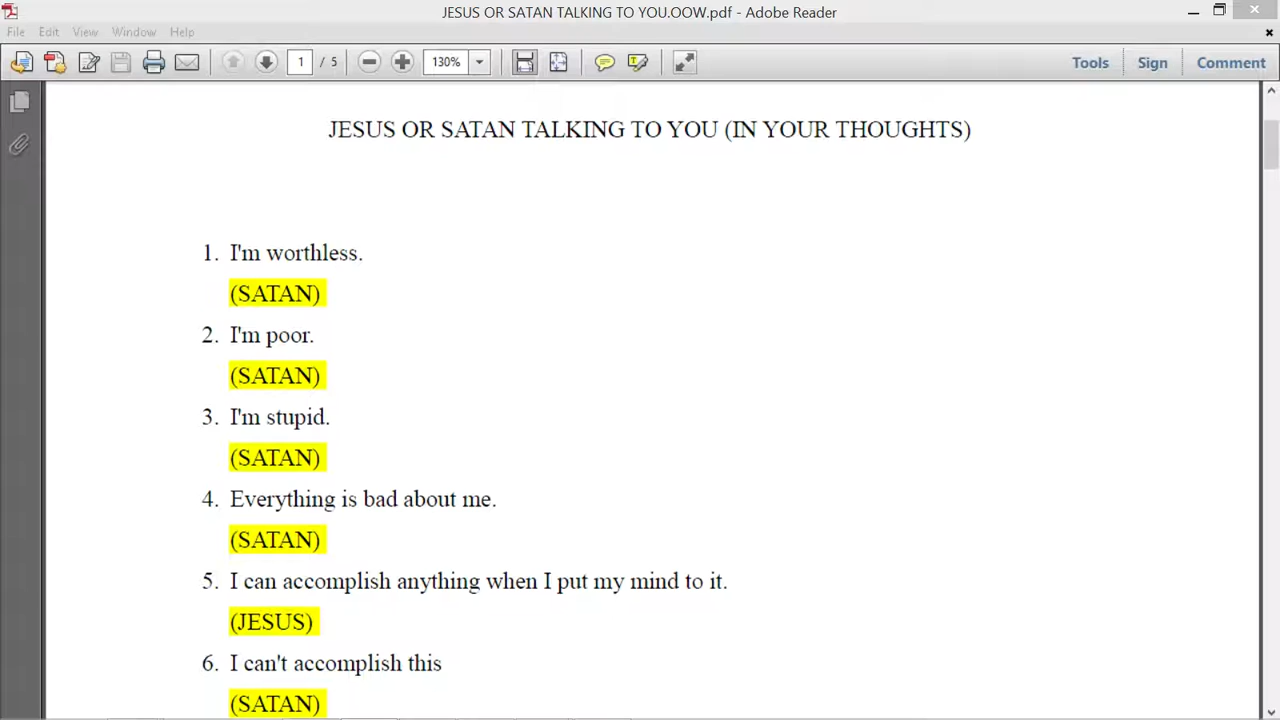 JESUS OR SATAN TALKING TO YOU.OOW.pdf - Adobe Reader
File Edit View Window Help
1 / 5 130% Tools Sign Comment
JESUS OR SATAN TALKING TO YOU (IN YOUR THOUGHTS)
1. I'm worthless.
(SATAN)
2. I'm poor.
(SATAN)
3. I'm stupid.
(SATAN)
4. Everything is bad about me.
(SATAN)
5. I can accomplish anything when I put my mind to it.
(JESUS)
6. I can't accomplish this
(SATAN)